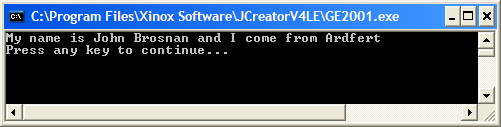 C:\Program Files\Xinox Software\JCreatorV4LE\GE2001.exe
My name is John Brosnan and I come from Ardfert
Press any key to continue...